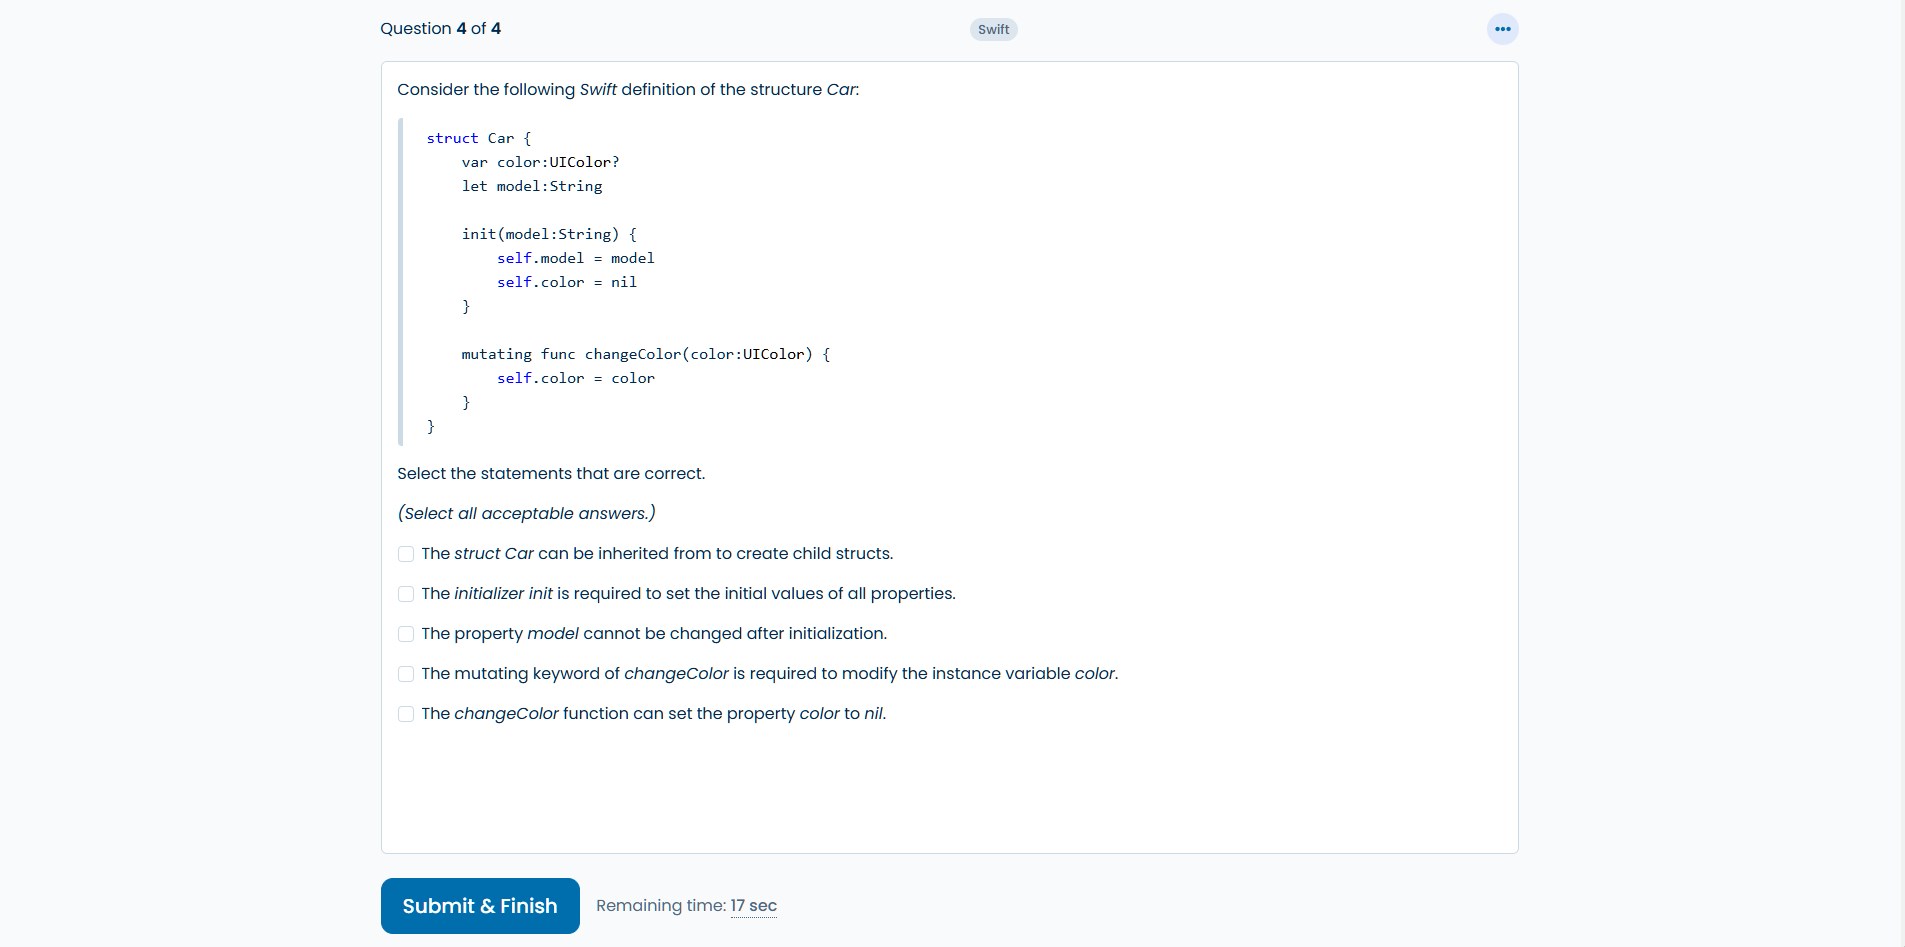 Question 4 of 4
Swift
Consider the following Swift definition of the structure Car:
struct Car {
    var color:UIColor?
    let model:String

    init(model:String) {
        self.model = model
        self.color = nil
    }

    mutating func changeColor(color:UIColor) {
        self.color = color
    }
}
Select the statements that are correct.
(Select all acceptable answers.)
The struct Car can be inherited from to create child structs.
The initializer init is required to set the initial values of all properties.
The property model cannot be changed after initialization.
The mutating keyword of changeColor is required to modify the instance variable color.
The changeColor function can set the property color to nil.
Submit & Finish
Remaining time: 17 sec